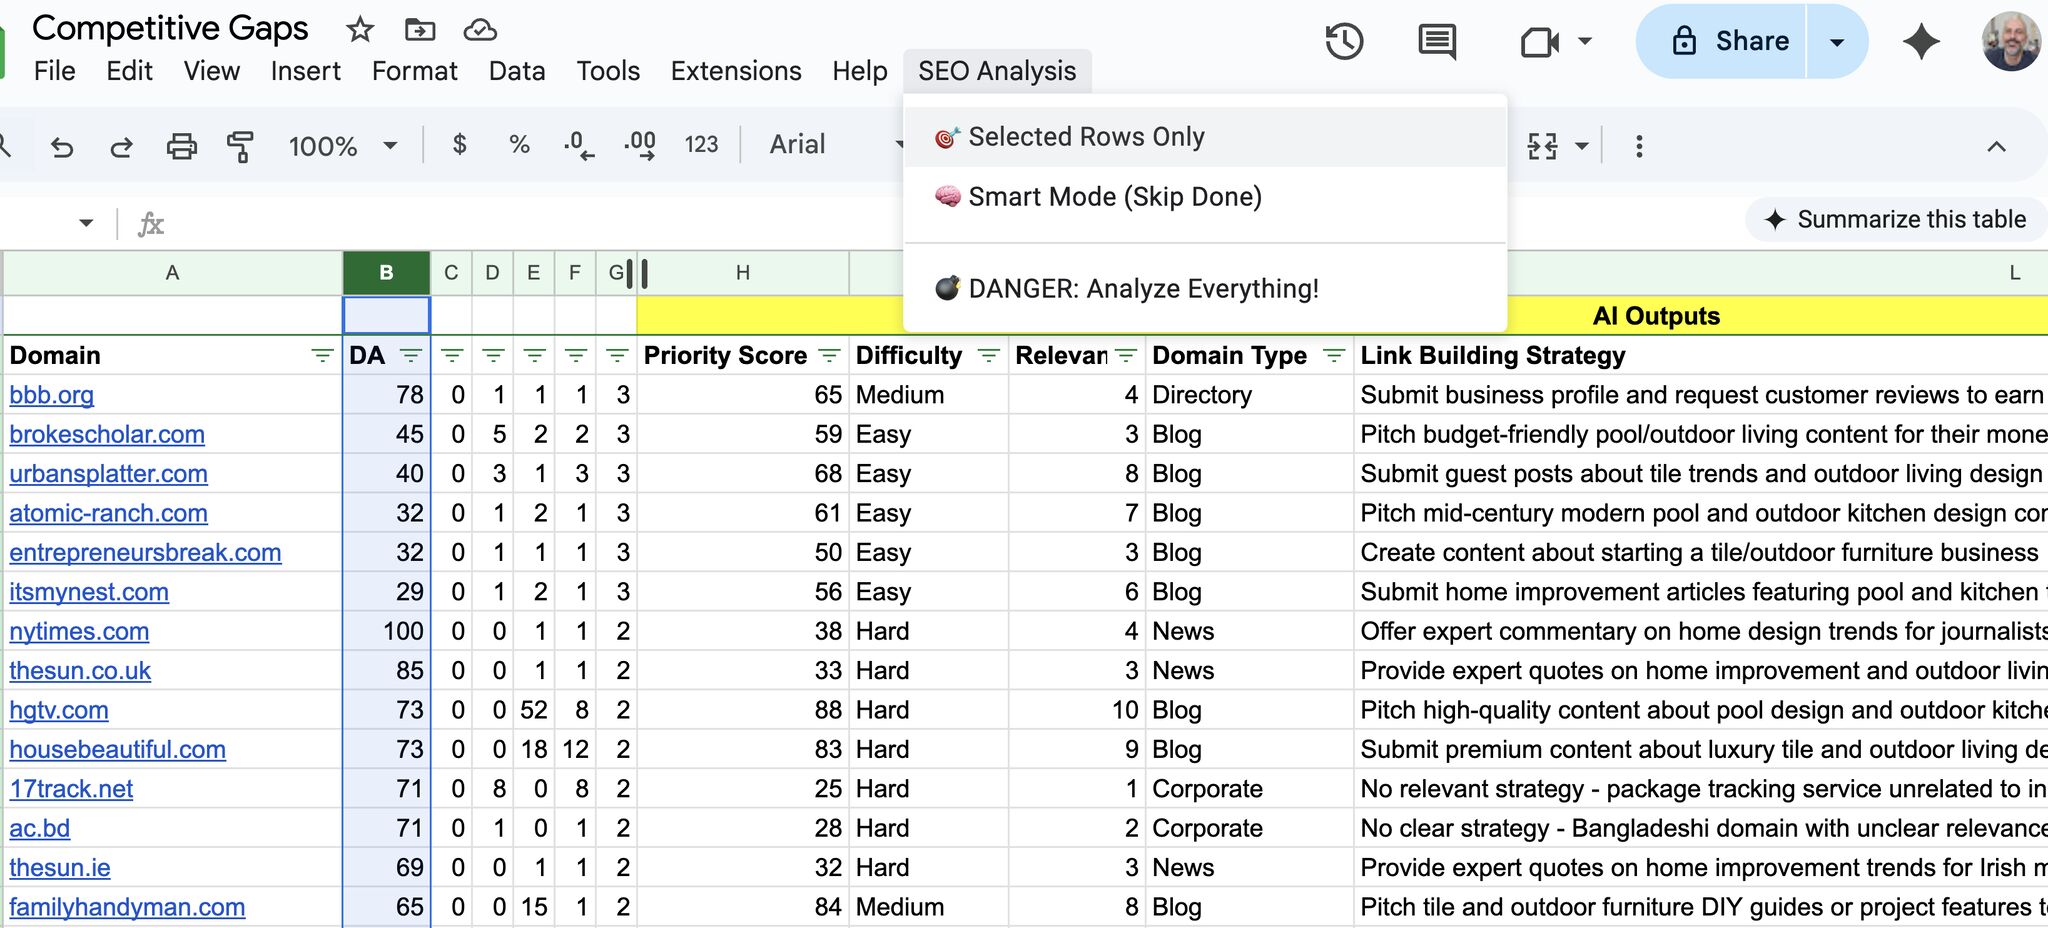 Competitive Gaps
File Edit View Insert Format Data Tools Extensions Help SEO Analysis
Share
100% $ % .0 .00 123 Arial
🎯 Selected Rows Only
🧠 Smart Mode (Skip Done)
💣 DANGER: Analyze Everything!
fx
Summarize this table
A B C D E F G H L
AI Outputs
Domain DA Priority Score Difficulty Relevan Domain Type Link Building Strategy
bbb.org 78 0 1 1 1 3 65 Medium 4 Directory Submit business profile and request customer reviews to earn
brokescholar.com 45 0 5 2 2 3 59 Easy 3 Blog Pitch budget-friendly pool/outdoor living content for their mone
urbansplatter.com 40 0 3 1 3 3 68 Easy 8 Blog Submit guest posts about tile trends and outdoor living design
atomic-ranch.com 32 0 1 2 1 3 61 Easy 7 Blog Pitch mid-century modern pool and outdoor kitchen design cor
entrepreneursbreak.com 32 0 1 1 1 3 50 Easy 3 Blog Create content about starting a tile/outdoor furniture business
itsmynest.com 29 0 1 2 1 3 56 Easy 6 Blog Submit home improvement articles featuring pool and kitchen
nytimes.com 100 0 0 1 1 2 38 Hard 4 News Offer expert commentary on home design trends for journalists
thesun.co.uk 85 0 0 1 1 2 33 Hard 3 News Provide expert quotes on home improvement and outdoor livin
hgtv.com 73 0 0 52 8 2 88 Hard 10 Blog Pitch high-quality content about pool design and outdoor kitche
housebeautiful.com 73 0 0 18 12 2 83 Hard 9 Blog Submit premium content about luxury tile and outdoor living de
17track.net 71 0 8 0 8 2 25 Hard 1 Corporate No relevant strategy - package tracking service unrelated to in
ac.bd 71 0 1 0 1 2 28 Hard 2 Corporate No clear strategy - Bangladeshi domain with unclear relevance
thesun.ie 69 0 0 1 1 2 32 Hard 3 News Provide expert quotes on home improvement trends for Irish m
familyhandyman.com 65 0 0 15 1 2 84 Medium 8 Blog Pitch tile and outdoor furniture DIY guides or project features to